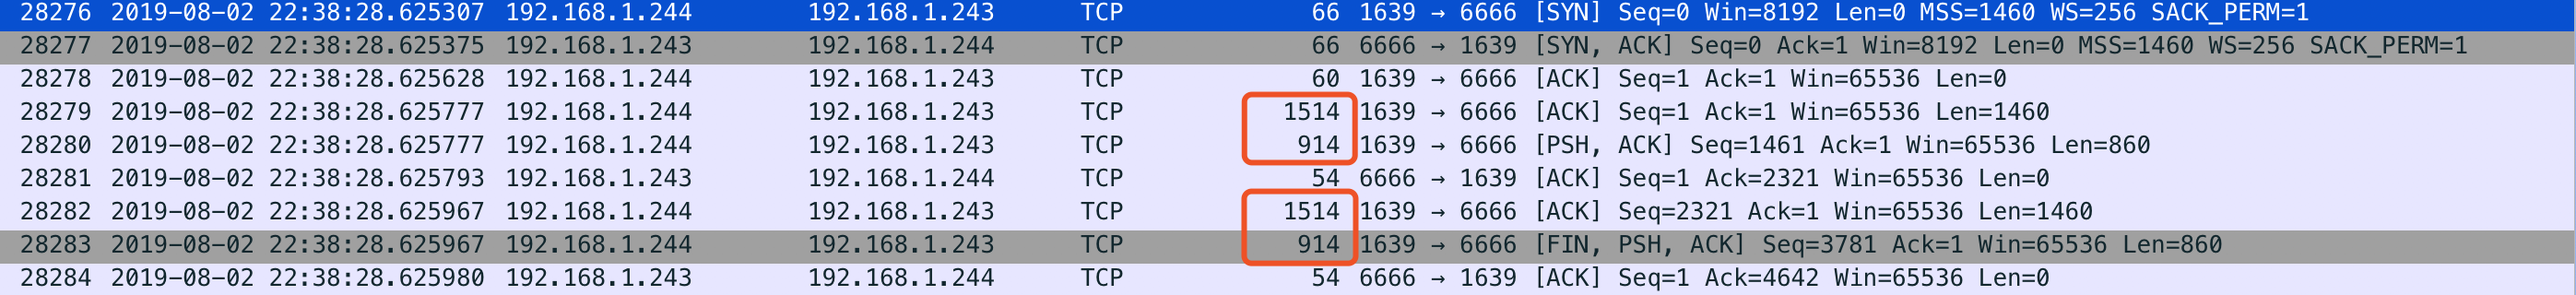 28276 2019-08-02 22:38:28.625307 192.168.1.244 192.168.1.243 TCP 66 1639 → 6666 [SYN] Seq=0 Win=8192 Len=0 MSS=1460 WS=256 SACK_PERM=1
28277 2019-08-02 22:38:28.625375 192.168.1.243 192.168.1.244 TCP 66 6666 → 1639 [SYN, ACK] Seq=0 Ack=1 Win=8192 Len=0 MSS=1460 WS=256 SACK_PERM=1
28278 2019-08-02 22:38:28.625628 192.168.1.244 192.168.1.243 TCP 60 1639 → 6666 [ACK] Seq=1 Ack=1 Win=65536 Len=0
28279 2019-08-02 22:38:28.625777 192.168.1.244 192.168.1.243 TCP 1514 1639 → 6666 [ACK] Seq=1 Ack=1 Win=65536 Len=1460
28280 2019-08-02 22:38:28.625777 192.168.1.244 192.168.1.243 TCP 914 1639 → 6666 [PSH, ACK] Seq=1461 Ack=1 Win=65536 Len=860
28281 2019-08-02 22:38:28.625793 192.168.1.243 192.168.1.244 TCP 54 6666 → 1639 [ACK] Seq=1 Ack=2321 Win=65536 Len=0
28282 2019-08-02 22:38:28.625967 192.168.1.244 192.168.1.243 TCP 1514 1639 → 6666 [ACK] Seq=2321 Ack=1 Win=65536 Len=1460
28283 2019-08-02 22:38:28.625967 192.168.1.244 192.168.1.243 TCP 914 1639 → 6666 [FIN, PSH, ACK] Seq=3781 Ack=1 Win=65536 Len=860
28284 2019-08-02 22:38:28.625980 192.168.1.243 192.168.1.244 TCP 54 6666 → 1639 [ACK] Seq=1 Ack=4642 Win=65536 Len=0